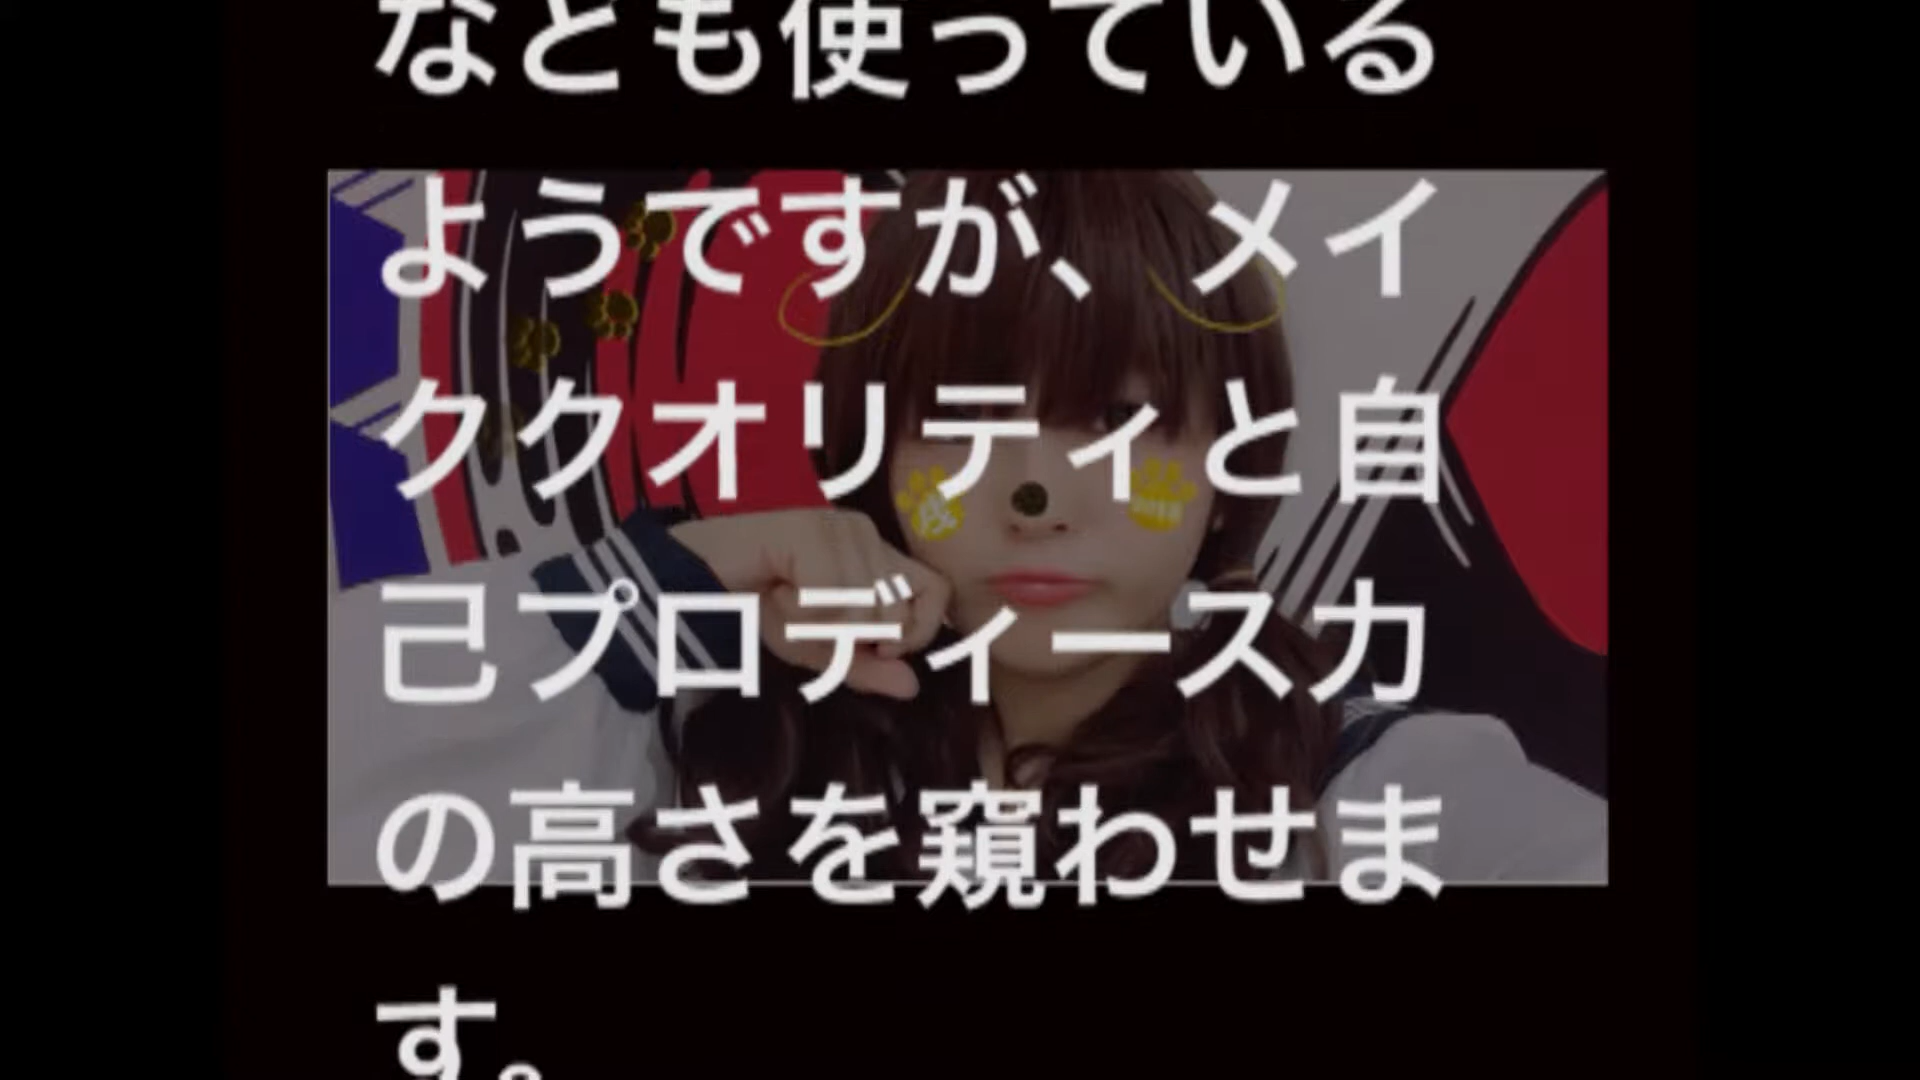 なども使っている
ようですが、メイ
ククオリティと自
己プロディース力
の高さを窺わせま
す。
戌
2018